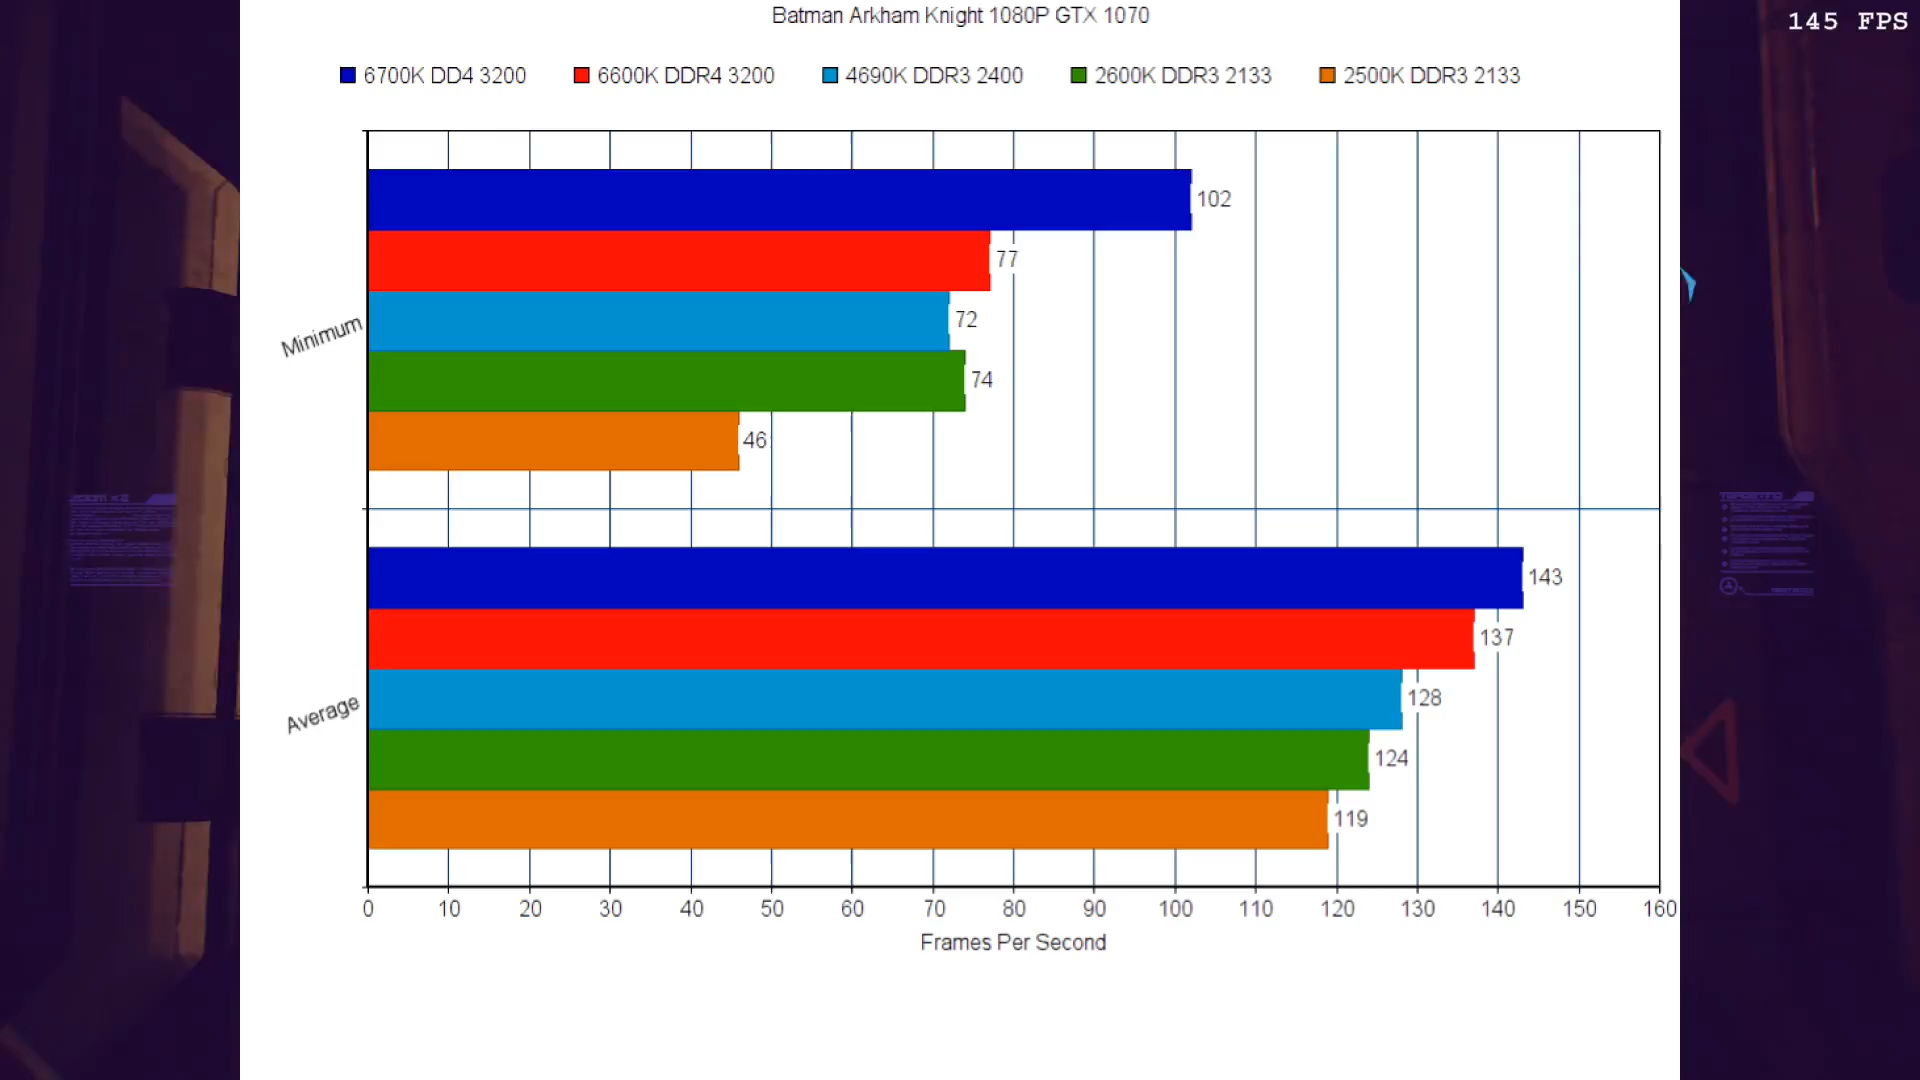 Batman Arkham Knight 1080P GTX 1070
145 FPS
6700K DD4 3200 6600K DDR4 3200 4690K DDR3 2400 2600K DDR3 2133 2500K DDR3 2133
102
77
72
74
46
Minimum
143
137
128
124
119
Average
0 10 20 30 40 50 60 70 80 90 100 110 120 130 140 150 160
Frames Per Second